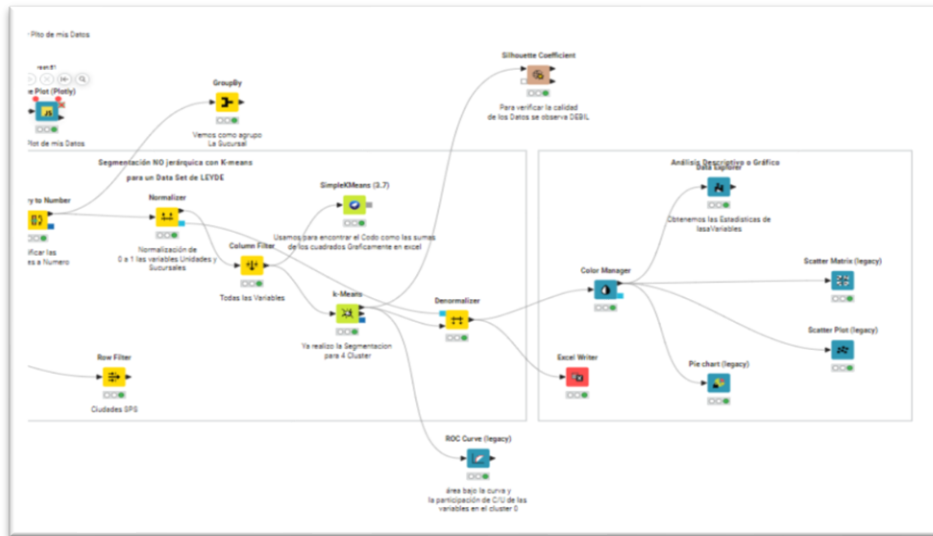 Plto de mis Datos
e Plot (Plotly)
Plot de mis Datos
GroupBy
Vemos como agrupo
La Sucursal
Silhouette Coefficient
Para verificar la calidad
de los Datos se observa DEBIL
Segmentación NO jerárquica con K-means
para un Data Set de LEYDE
y to Number
ificar las
es a Numero
Normalizer
Normalización de
0 a 1 las variables Unidades y
Sucursales
Column Filter
Todas las Variables
SimpleKMeans (3.7)
Usamos para encontrar el Codo como las sumas
de los cuadrados Graficamente en excel
k-Means
Ya realizo la Segmentacion
para 4 Cluster
Denormalizer
Row Filter
Ciudades GPS
Excel Writer
ROC Curve (legacy)
área bajo la curva y
la participación de C/U de las
variables en el cluster 0
Análisis Descriptivo o Gráfico
Data Explorer
Obtenemos las Estadisticas de
lasaVariables
Color Manager
Scatter Matrix (legacy)
Scatter Plot (legacy)
Pie chart (legacy)